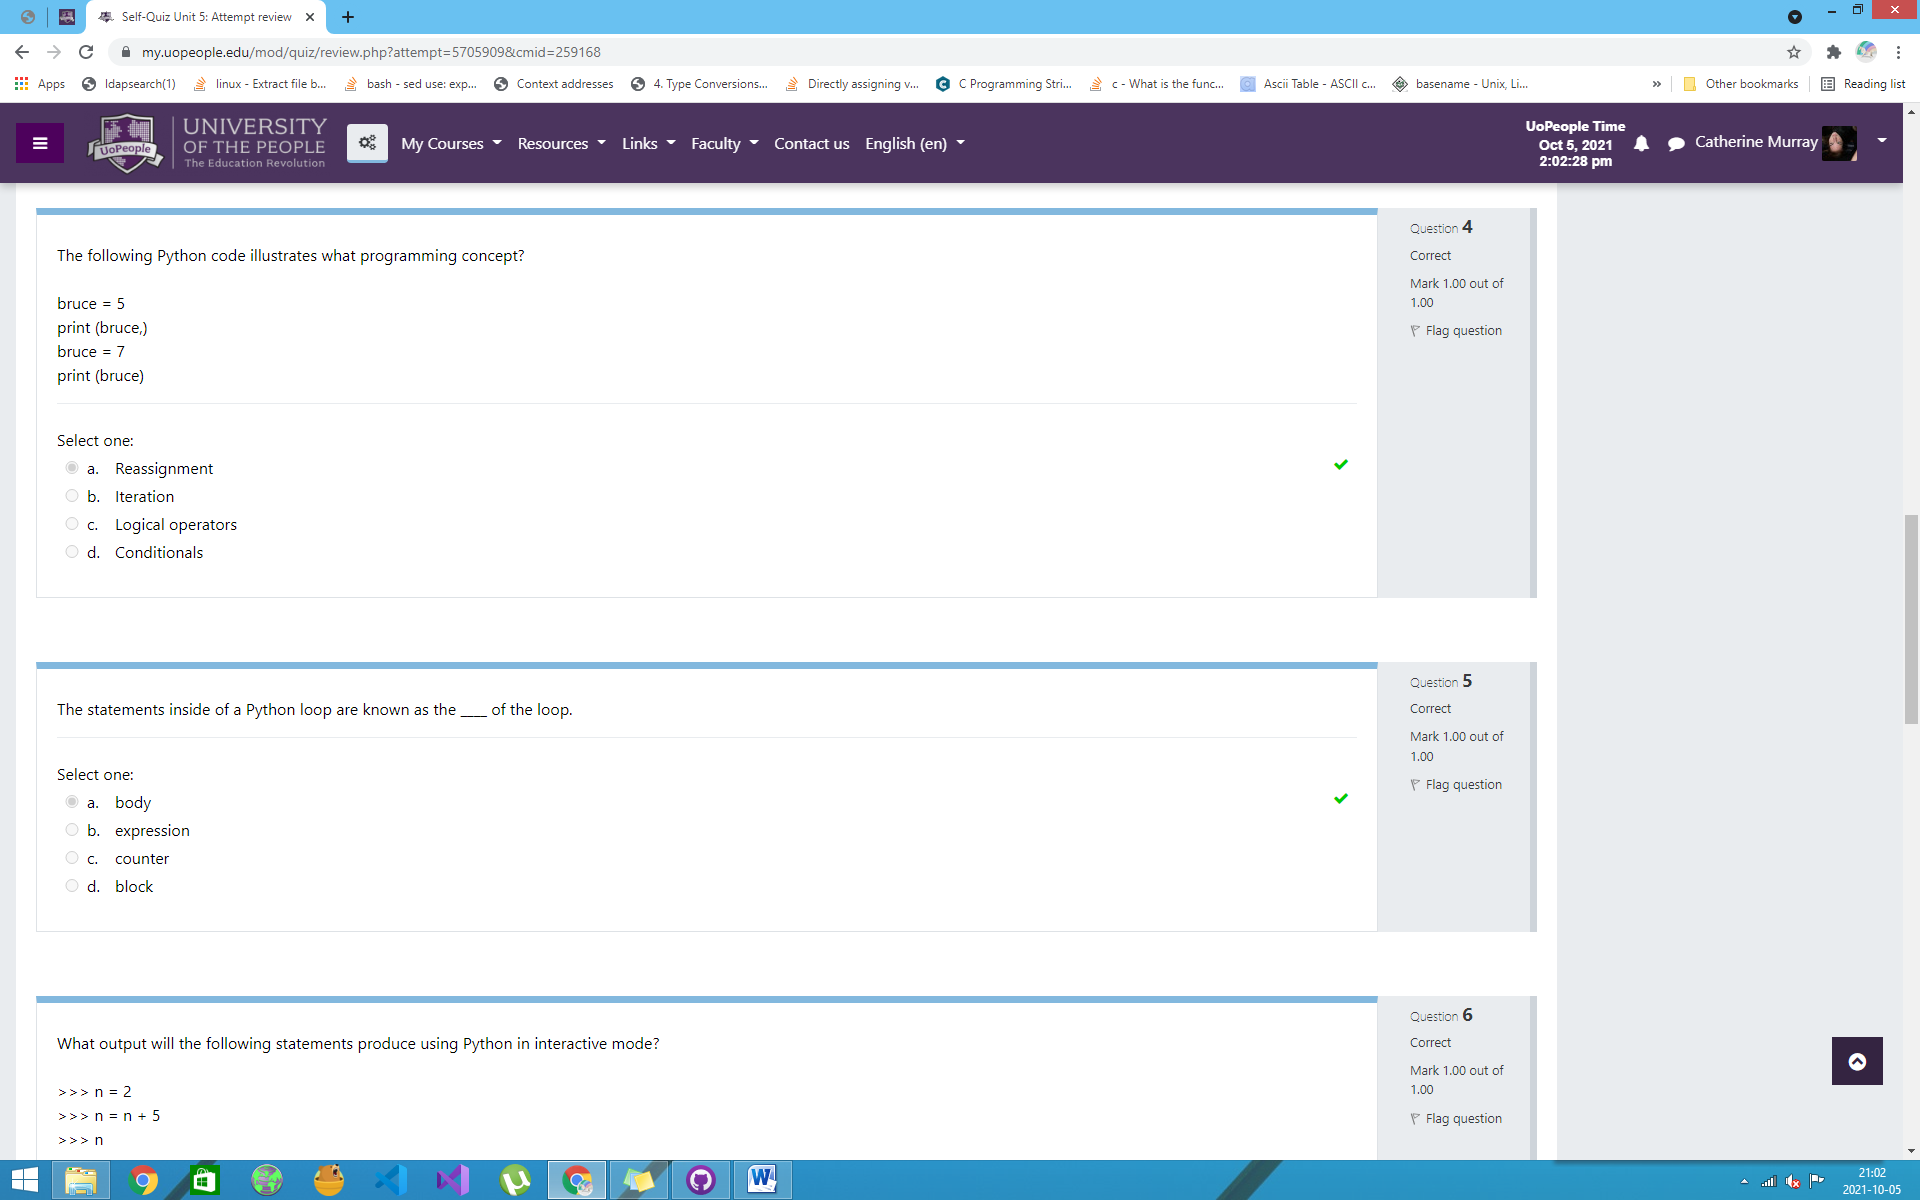 Self-Quiz Unit 5: Attempt review
my.uopeople.edu/mod/quiz/review.php?attempt=5705909&cmid=259168
Apps ldapsearch(1) linux - Extract file b... bash - sed use: exp... Context addresses 4. Type Conversions... Directly assigning v... C Programming Stri... c - What is the func... Ascii Table - ASCII c... basename - Unix, Li... » Other bookmarks Reading list
UoPeople
UNIVERSITY
OF THE PEOPLE
The Education Revolution
My Courses Resources Links Faculty Contact us English (en)
UoPeople Time
Oct 5, 2021
2:02:28 pm
Catherine Murray
The following Python code illustrates what programming concept?
bruce = 5
print (bruce,)
bruce = 7
print (bruce)
Select one:
a. Reassignment
b. Iteration
c. Logical operators
d. Conditionals
Question 4
Correct
Mark 1.00 out of
1.00
Flag question
The statements inside of a Python loop are known as the ____ of the loop.
Select one:
a. body
b. expression
c. counter
d. block
Question 5
Correct
Mark 1.00 out of
1.00
Flag question
What output will the following statements produce using Python in interactive mode?
>>> n = 2
>>> n = n + 5
>>> n
Question 6
Correct
Mark 1.00 out of
1.00
Flag question
21:02
2021-10-05